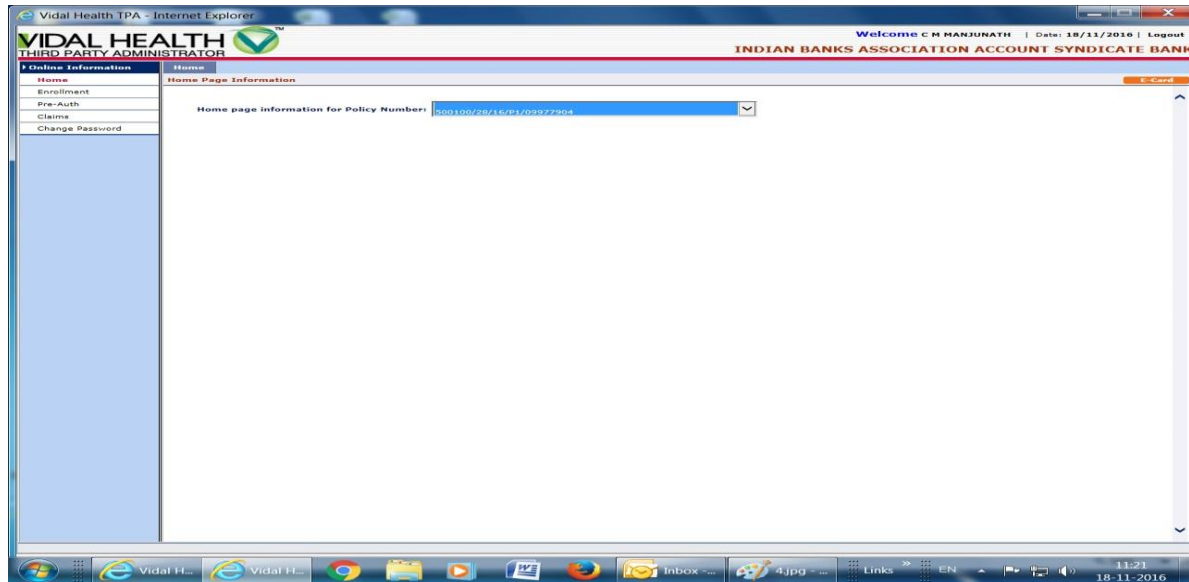 Vidal Health TPA - Internet Explorer
VIDAL HEALTH TM
THIRD PARTY ADMINISTRATOR
Welcome C M MANJUNATH | Date: 18/11/2016 | Logout
INDIAN BANKS ASSOCIATION ACCOUNT SYNDICATE BANK
Online Information
Home
Enrollment
Pre-Auth
Claims
Change Password
Home
Home Page Information
E-Card
Home page information for Policy Number: 500100/28/16/P1/09977904
Vidal H...
Vidal H...
Inbox -...
4.jpg - ...
Links »
EN
11:21
18-11-2016